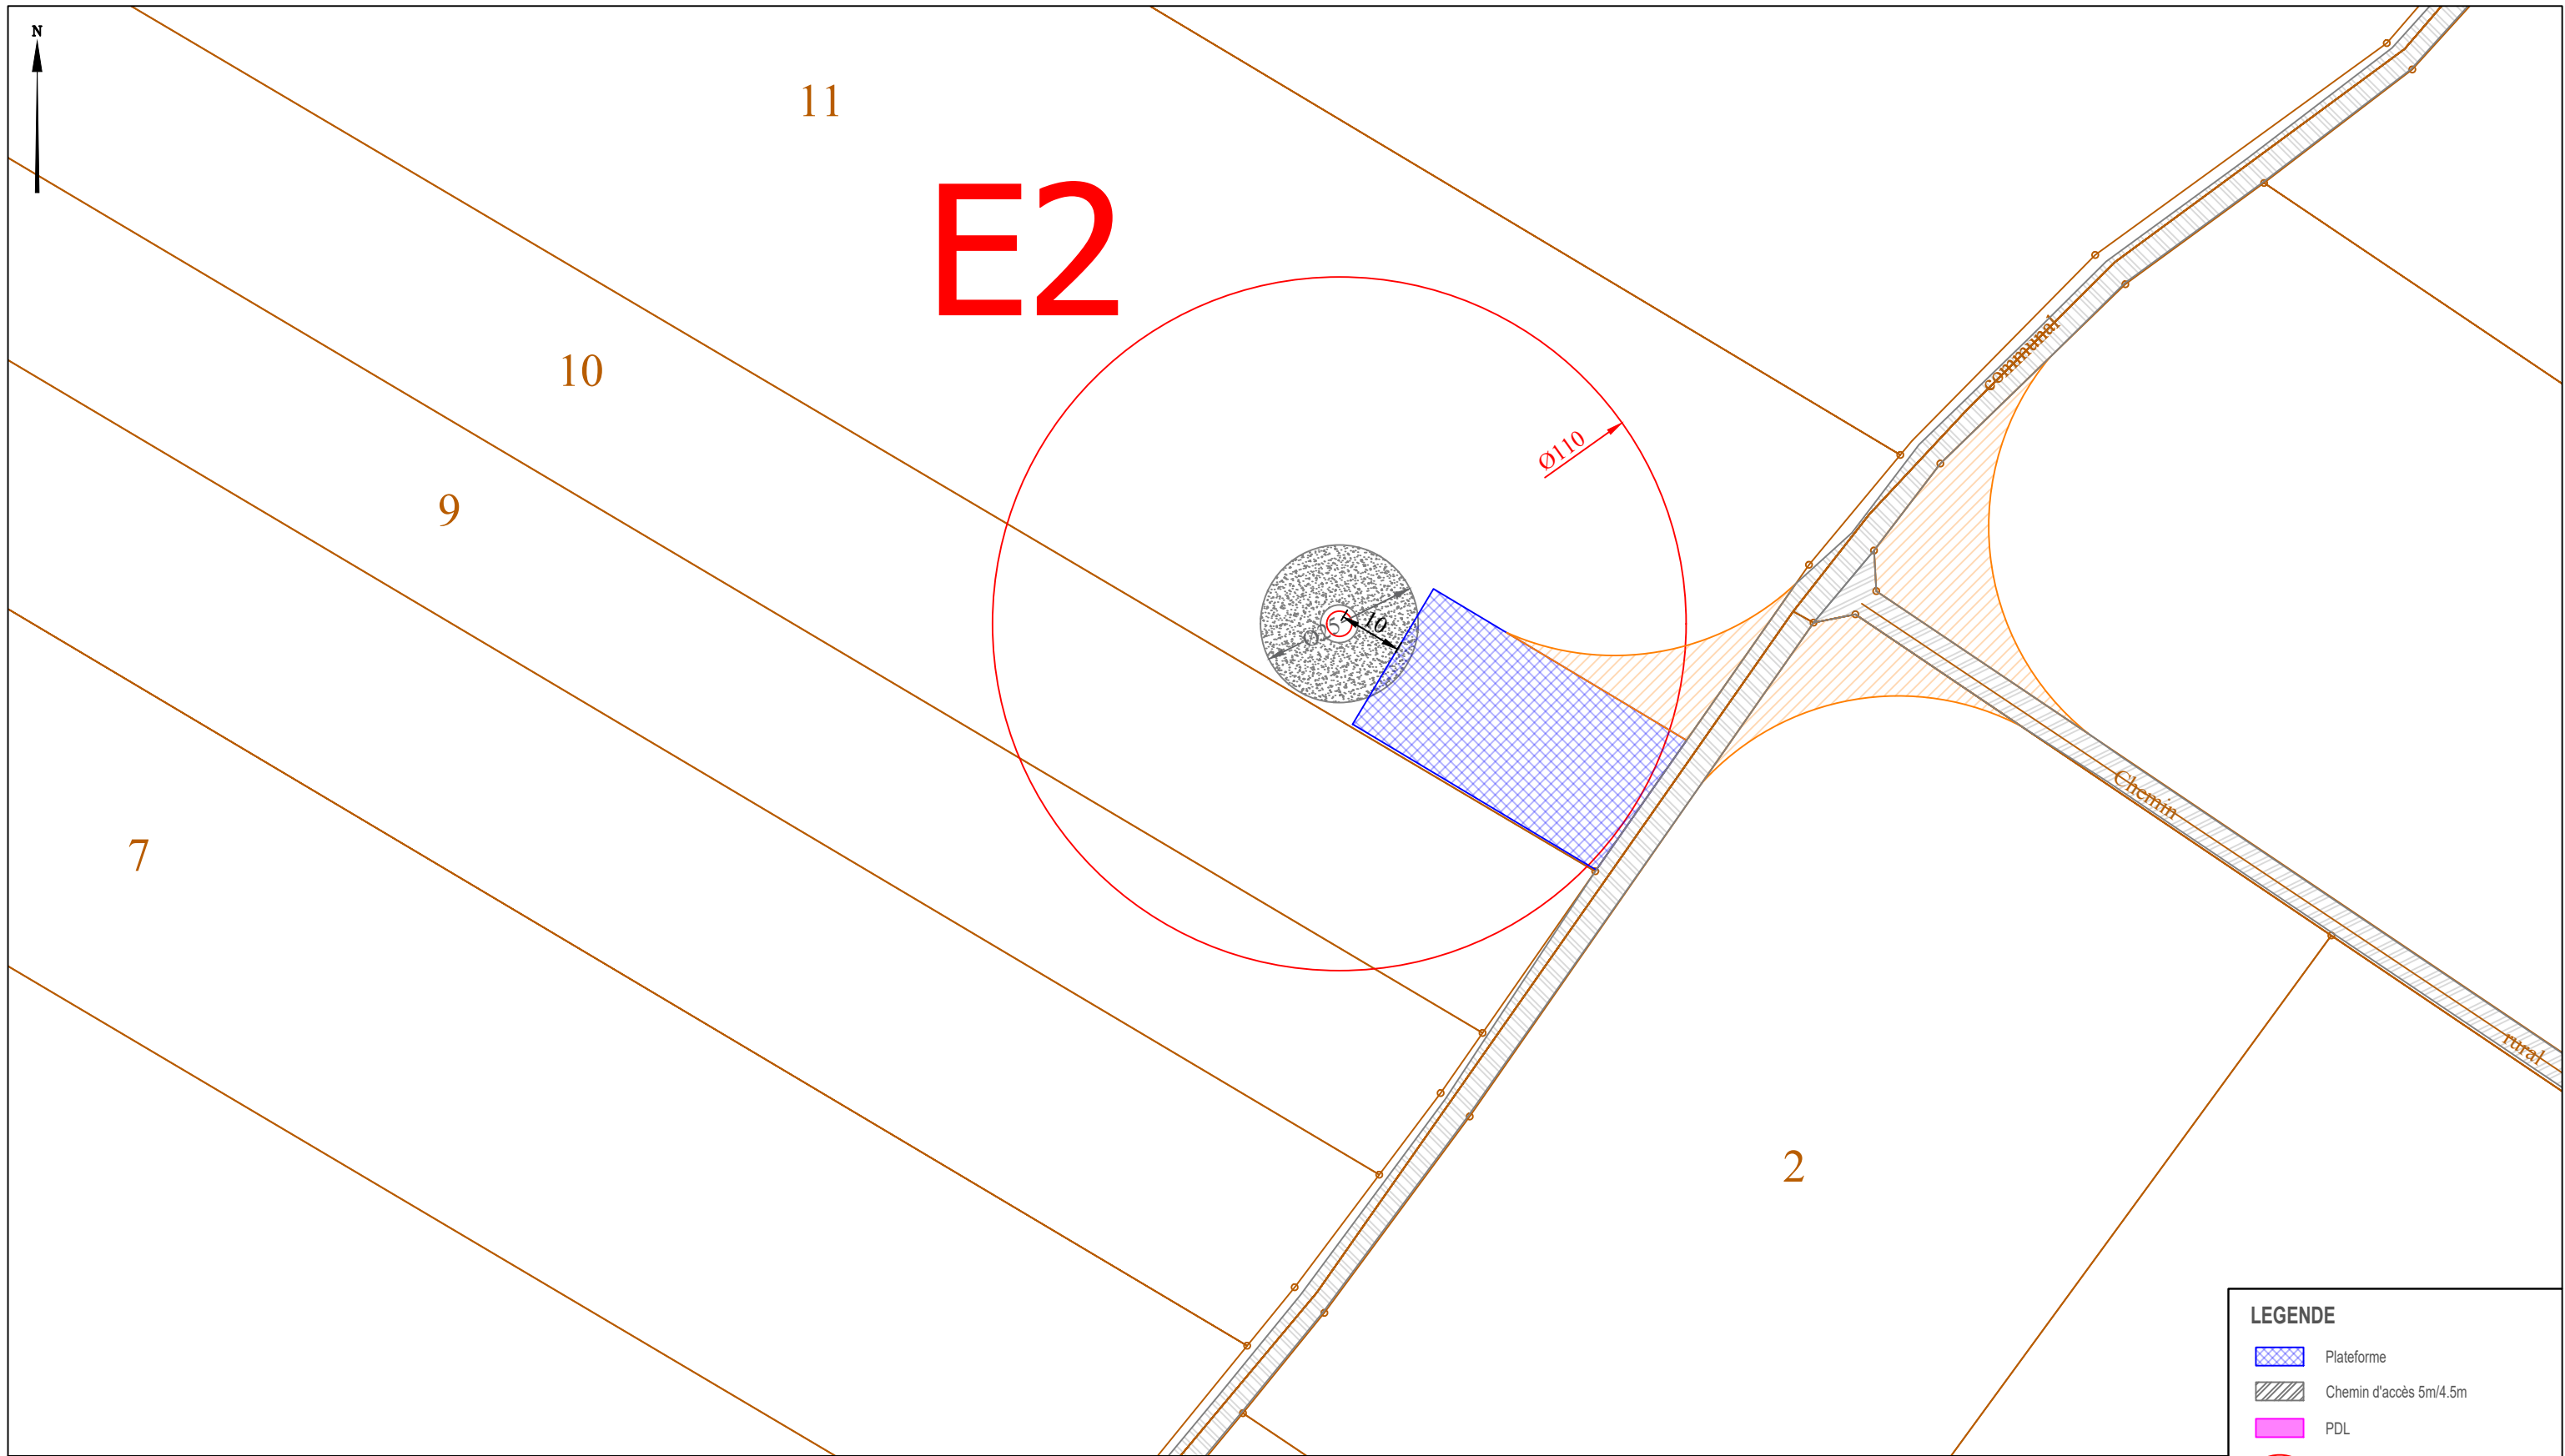 N
11
E2
10
communal
Ø110
9
10
Chemin
7
rural
2
LEGENDE
Plateforme
Chemin d'accès 5m/4.5m
PDL